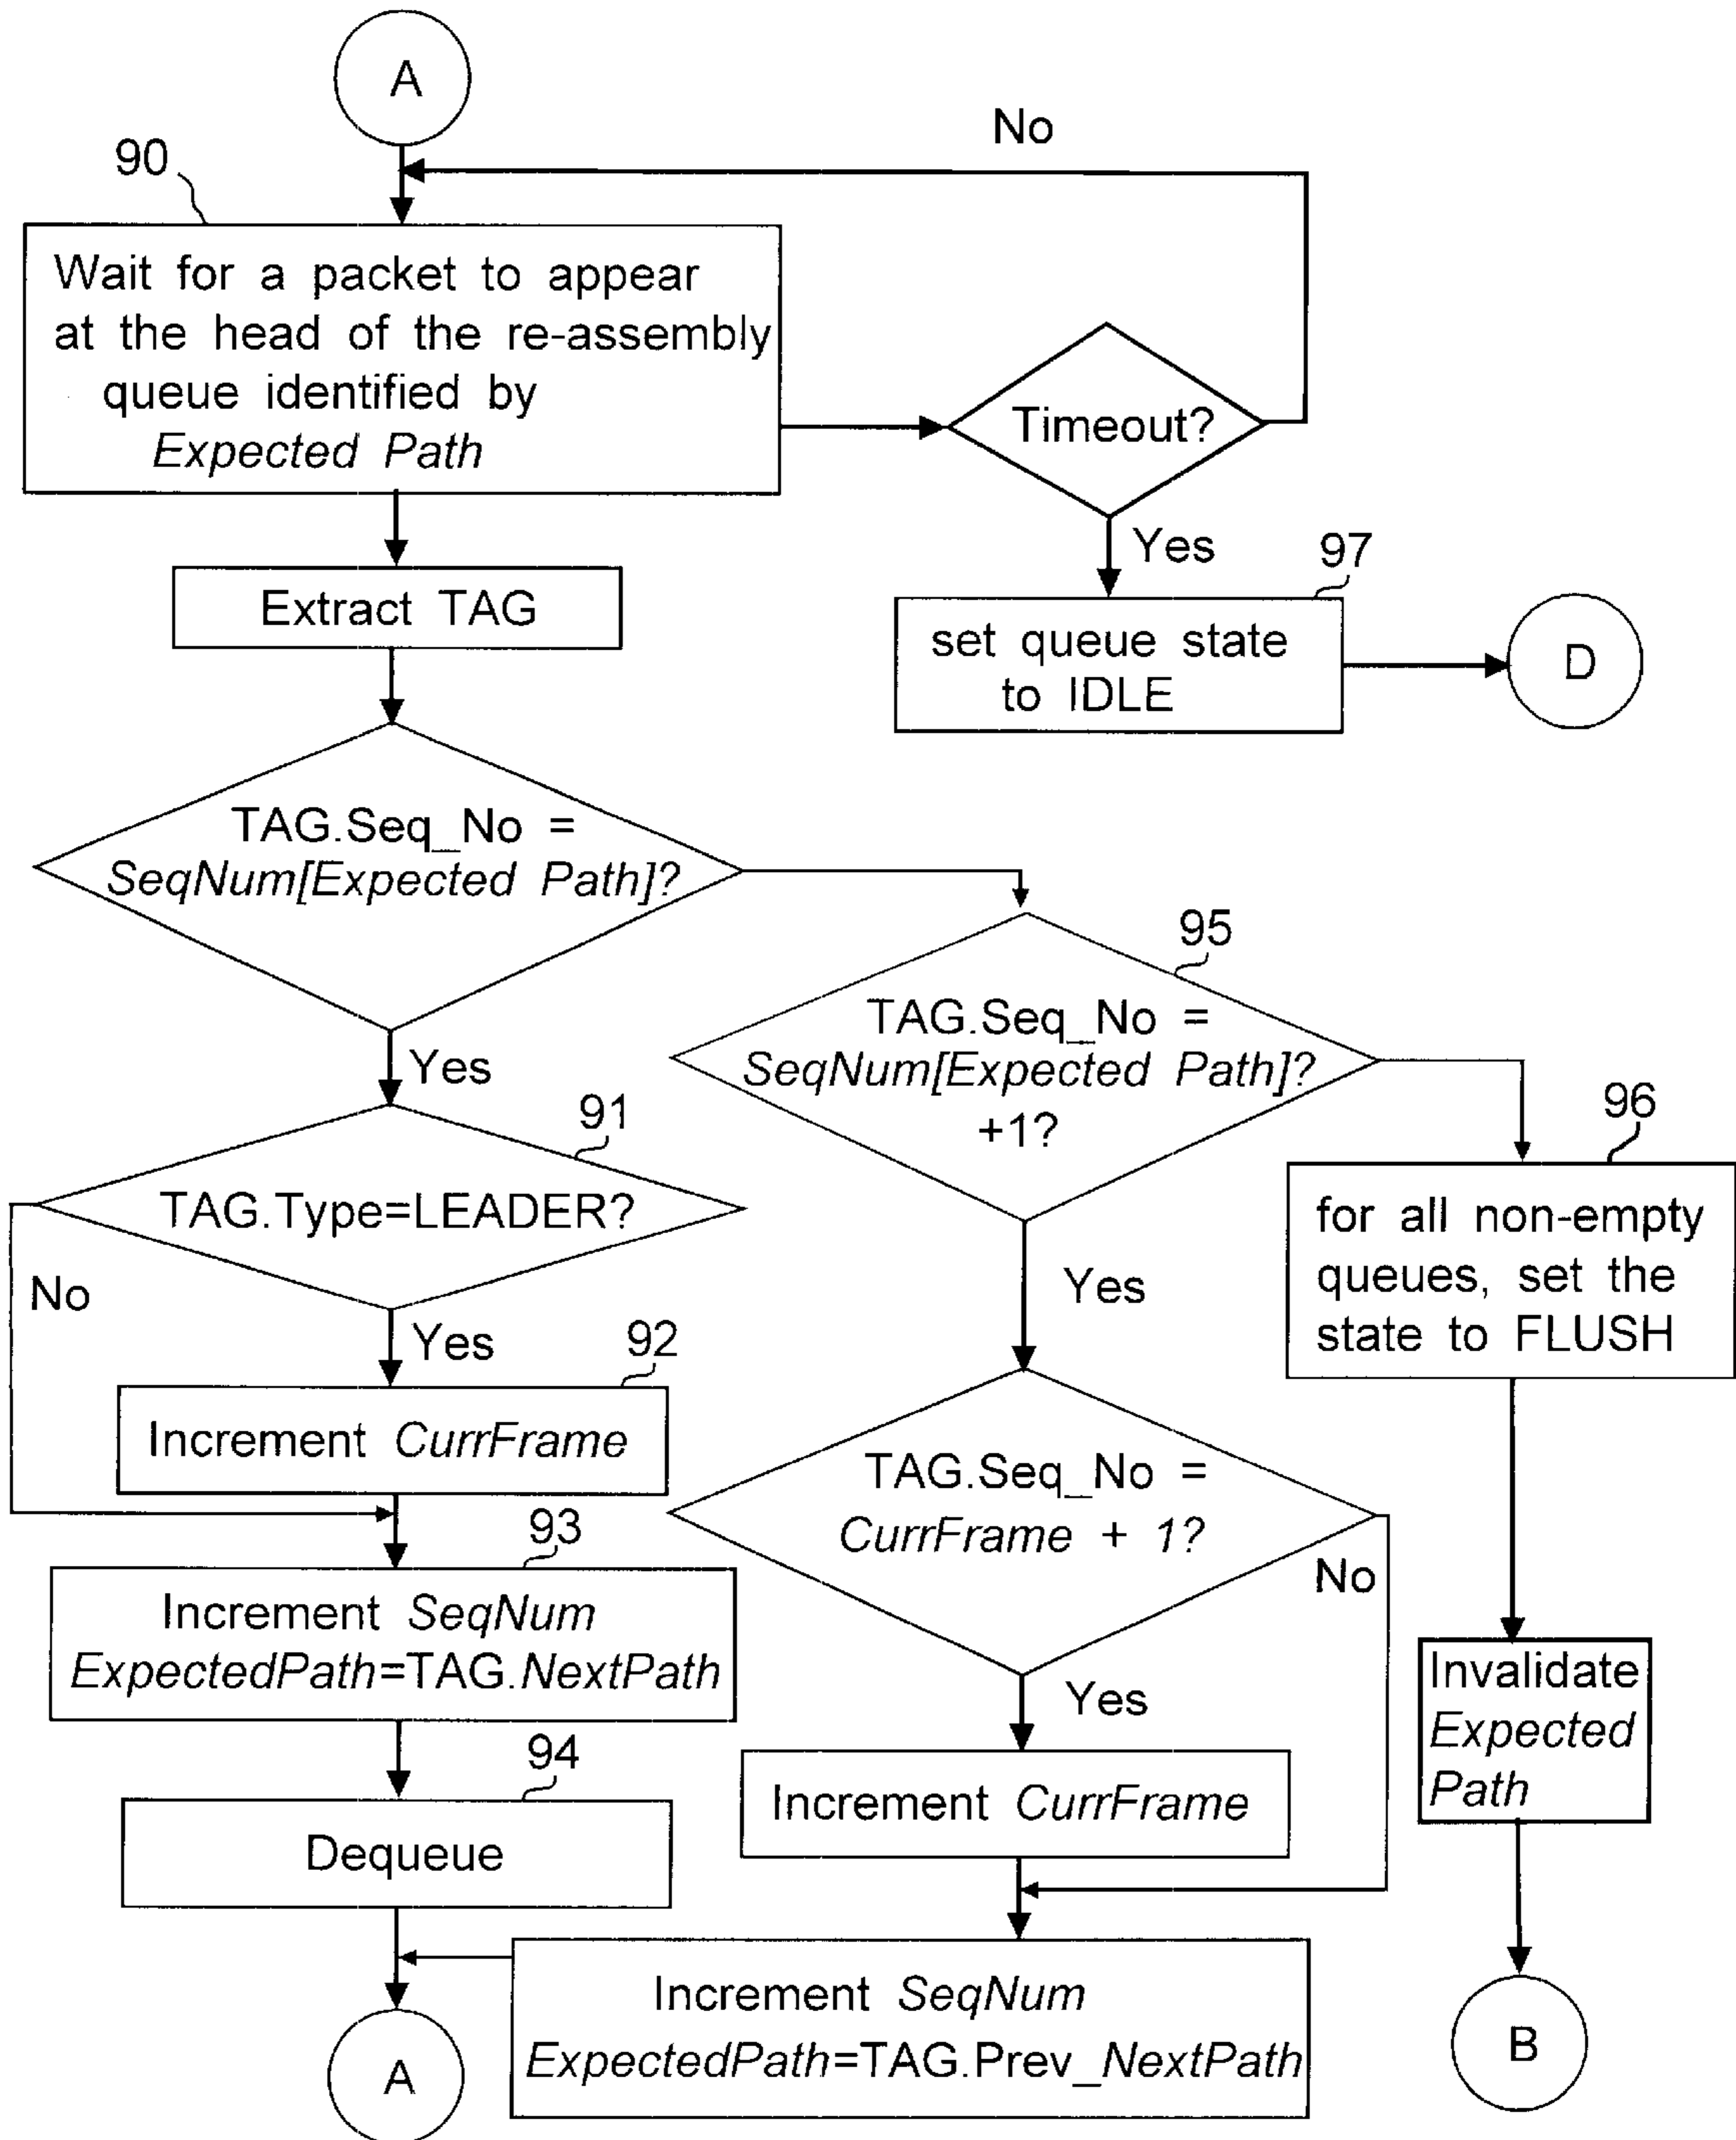 A
No
90
Wait for a packet to appear
at the head of the re-assembly
queue identified by
Expected Path
Timeout?
Yes
97
Extract TAG
set queue state
to IDLE
D
TAG.Seq_No =
SeqNum[Expected Path]?
95
TAG.Seq_No =
SeqNum[Expected Path]?
+1?
Yes
91
96
TAG.Type=LEADER?
for all non-empty
queues, set the
state to FLUSH
No
Yes
Yes
92
Increment CurrFrame
TAG.Seq_No =
CurrFrame + 1?
No
93
Increment SeqNum
ExpectedPath=TAG.NextPath
Yes
Invalidate
Expected
Path
94
Dequeue
Increment CurrFrame
Increment SeqNum
ExpectedPath=TAG.Prev_NextPath
A
B